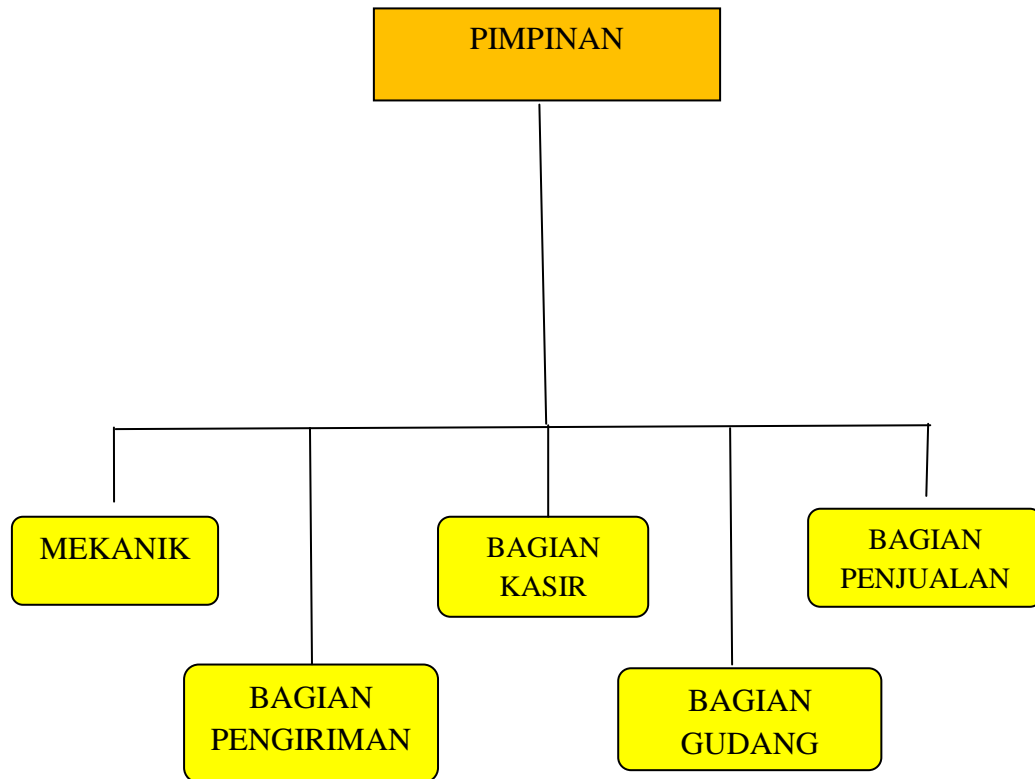 PIMPINAN
MEKANIK
BAGIAN
KASIR
BAGIAN
PENJUALAN
BAGIAN
PENGIRIMAN
BAGIAN
GUDANG